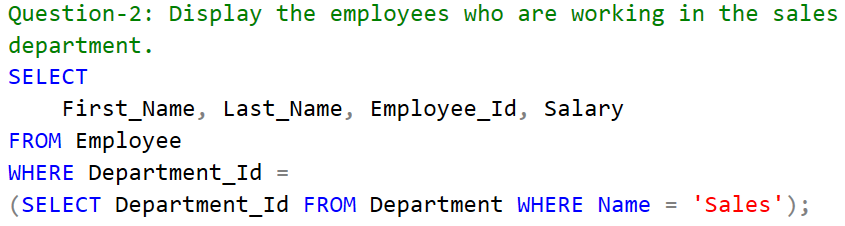 Question-2: Display the employees who are working in the sales
department.
SELECT
First_Name, Last_Name, Employee_Id, Salary
FROM Employee
WHERE Department_Id =
(SELECT Department_Id FROM Department WHERE Name = 'Sales');